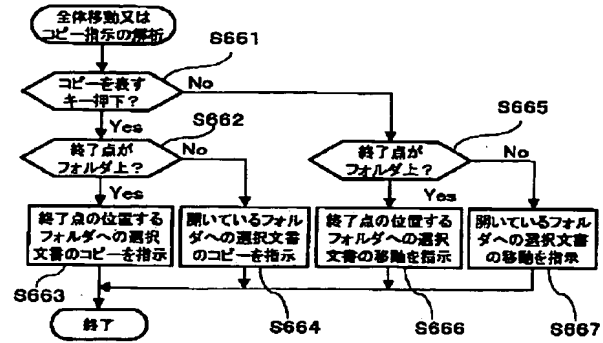 全体移動又は
コピー指示の解析
S661
コピーを表す
キー押下?
No
Yes
S662
S665
終了点が
フォルダ上?
No
終了点が
フォルダ上?
No
Yes
Yes
終了点の位置する
フォルダへの選択
文書のコピーを指示
開いているフォル
ダへの選択文書
のコピーを指示
終了点の位置する
フォルダへの選択
文書の移動を指示
開いているフォル
ダへの選択文書
の移動を指示
S663
S664
S666
S667
終了